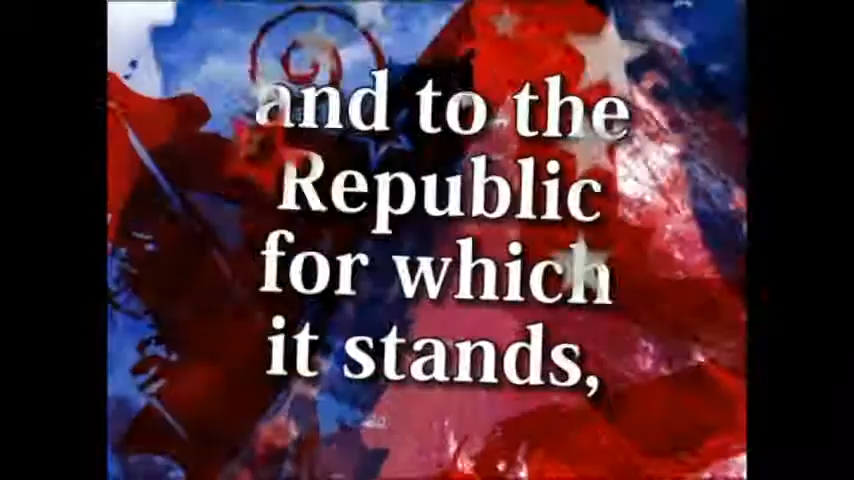 and to the
Republic
for which
it stands,